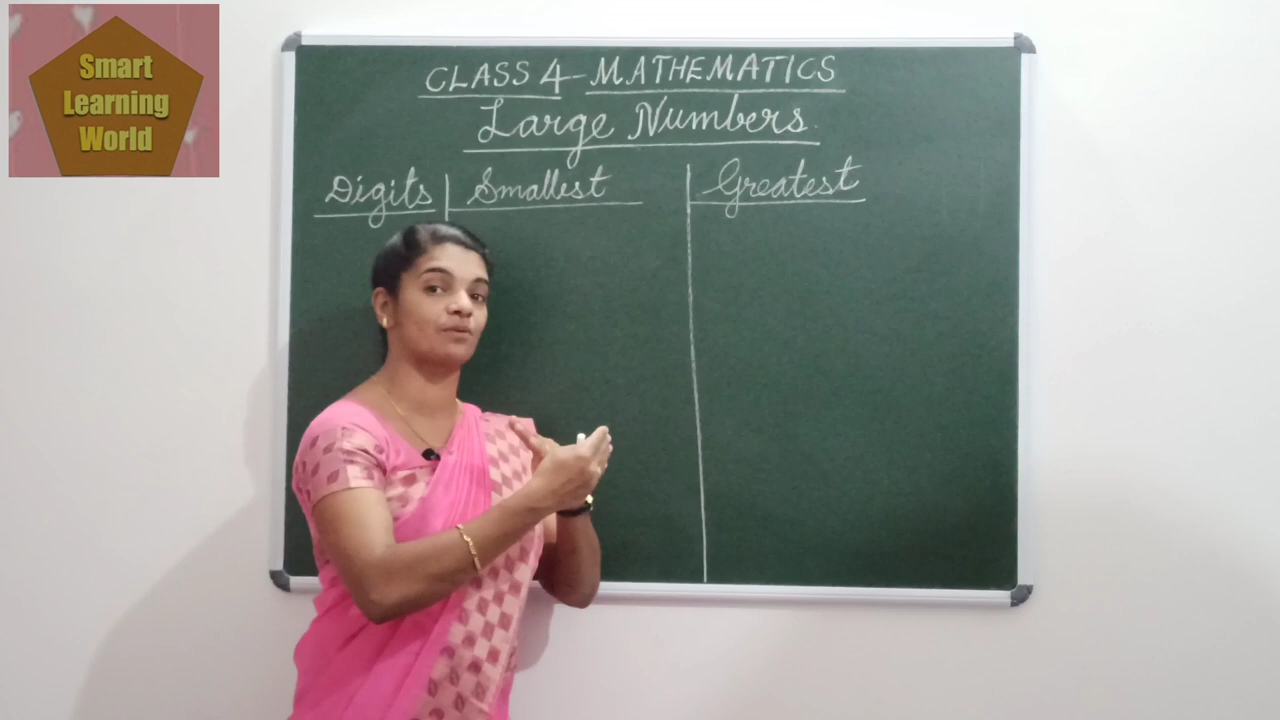 Smart
Learning
World
CLASS 4 - MATHEMATICS
Large Numbers.
Digits Smallest Greatest